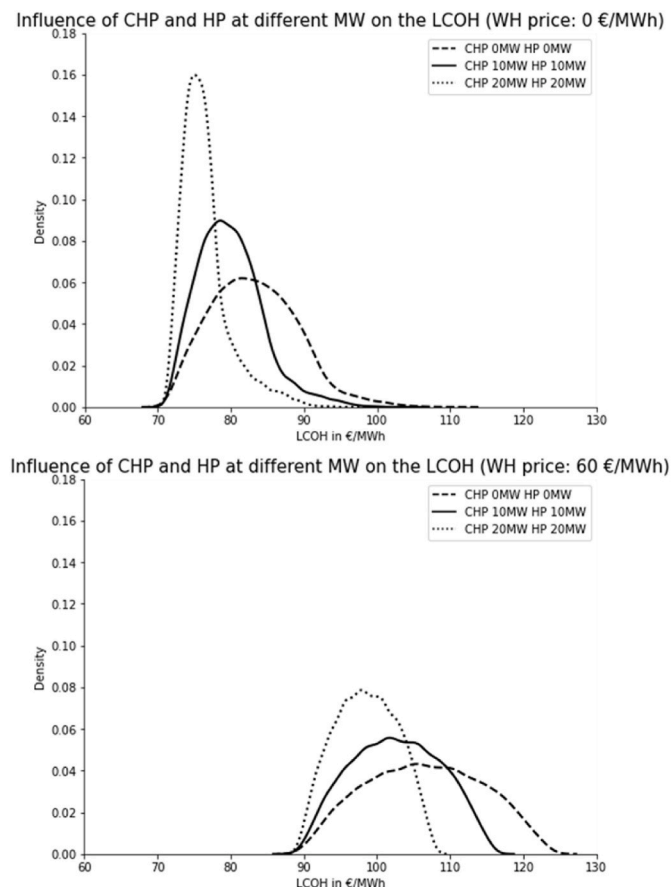 Influence of CHP and HP at different MW on the LCOH (WH price: 0 €/MWh)
0.18
CHP 0MW HP 0MW
CHP 10MW HP 10MW
CHP 20MW HP 20MW
0.16
0.14
0.12
0.10
Density
0.08
0.06
0.04
0.02
0.00
60 70 80 90 100 110 120 130
LCOH in €/MWh
Influence of CHP and HP at different MW on the LCOH (WH price: 60 €/MWh)
0.18
CHP 0MW HP 0MW
CHP 10MW HP 10MW
CHP 20MW HP 20MW
0.16
0.14
0.12
0.10
Density
0.08
0.06
0.04
0.02
0.00
60 70 80 90 100 110 120 130
LCOH in €/MWh